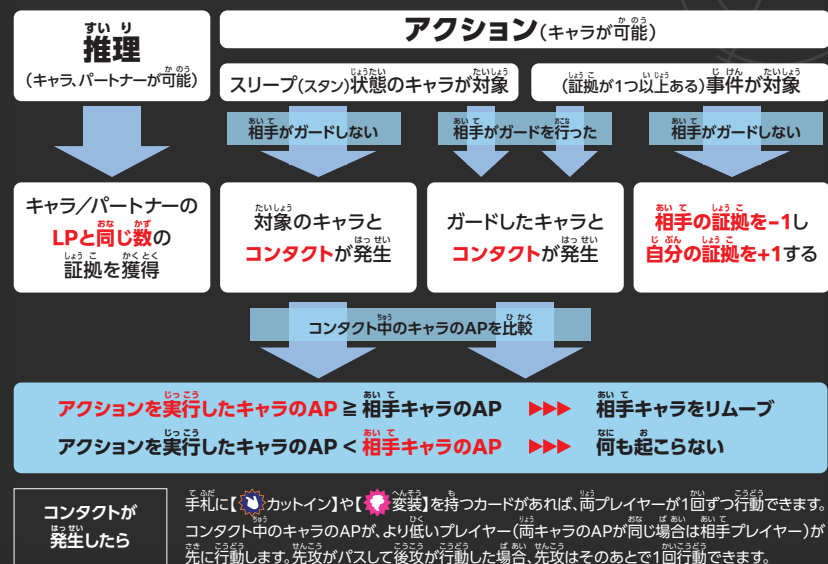 推理
(キャラ、パートナーが可能)
アクション(キャラが可能)
スリープ(スタン)状態のキャラが対象
(証拠が1つ以上ある)事件が対象
相手がガードしない
相手がガードを行った
相手がガードしない
キャラ／パートナーの
LPと同じ数の
証拠を獲得
対象のキャラと
コンタクトが発生
ガードしたキャラと
コンタクトが発生
相手の証拠を−1し
自分の証拠を+1する
コンタクト中のキャラのAPを比較
アクションを実行したキャラのAP ≧ 相手キャラのAP ▶▶▶ 相手キャラをリムーブ
アクションを実行したキャラのAP < 相手キャラのAP ▶▶▶ 何も起こらない
コンタクトが
発生したら
手札に【カットイン】や【変装】を持つカードがあれば、両プレイヤーが1回ずつ行動できます。
コンタクト中のキャラのAPが、より低いプレイヤー(両キャラのAPが同じ場合は相手プレイヤー)が
先に行動します。先攻がパスして後攻が行動した場合、先攻はそのあとで1回行動できます。